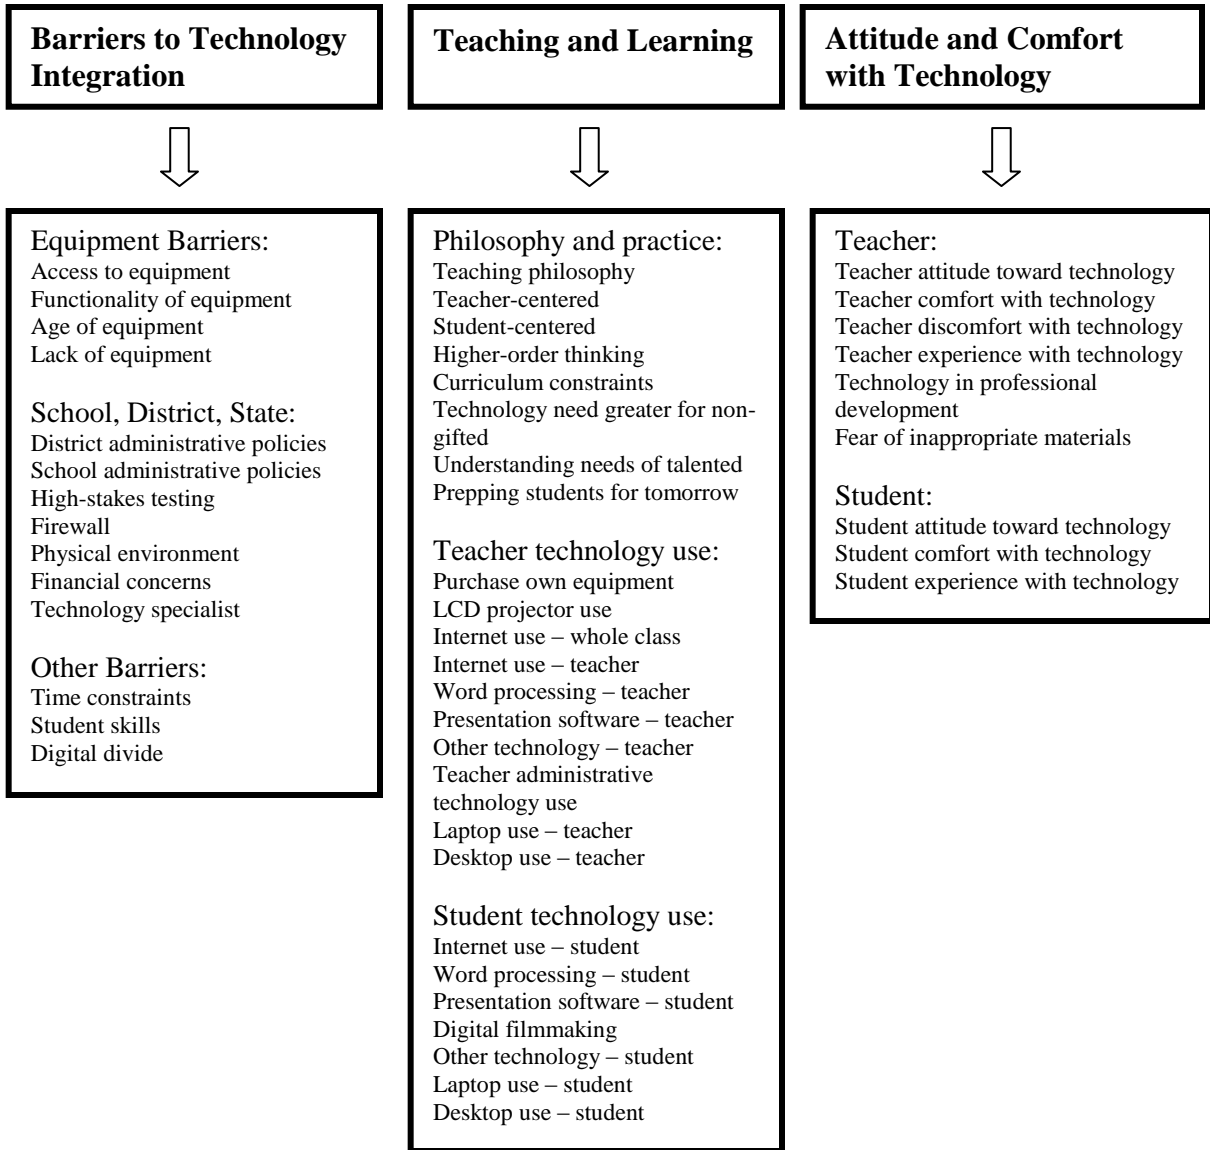 Barriers to Technology
Integration
Teaching and Learning
Attitude and Comfort
with Technology
Equipment Barriers:
Access to equipment
Functionality of equipment
Age of equipment
Lack of equipment
School, District, State:
District administrative policies
School administrative policies
High-stakes testing
Firewall
Physical environment
Financial concerns
Technology specialist
Other Barriers:
Time constraints
Student skills
Digital divide
Philosophy and practice:
Teaching philosophy
Teacher-centered
Student-centered
Higher-order thinking
Curriculum constraints
Technology need greater for non-
gifted
Understanding needs of talented
Prepping students for tomorrow
Teacher technology use:
Purchase own equipment
LCD projector use
Internet use – whole class
Internet use – teacher
Word processing – teacher
Presentation software – teacher
Other technology – teacher
Teacher administrative
technology use
Laptop use – teacher
Desktop use – teacher
Student technology use:
Internet use – student
Word processing – student
Presentation software – student
Digital filmmaking
Other technology – student
Laptop use – student
Desktop use – student
Teacher:
Teacher attitude toward technology
Teacher comfort with technology
Teacher discomfort with technology
Teacher experience with technology
Technology in professional
development
Fear of inappropriate materials
Student:
Student attitude toward technology
Student comfort with technology
Student experience with technology